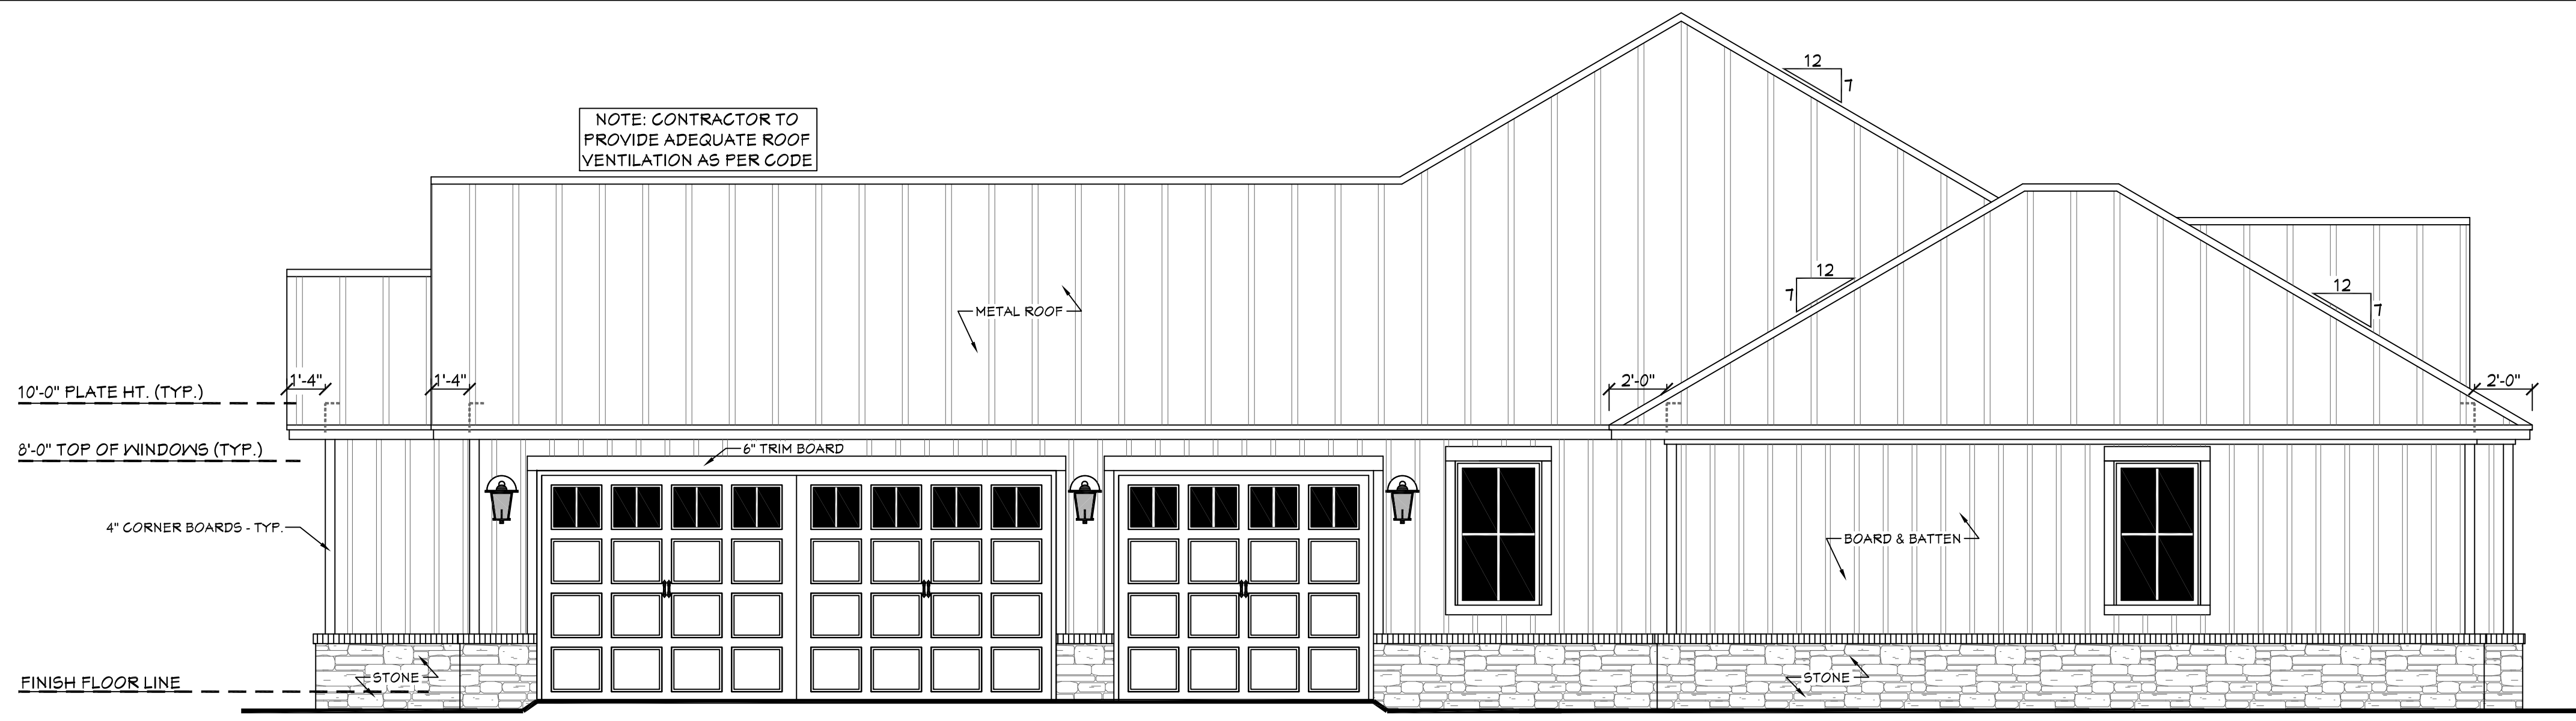 12
7
NOTE: CONTRACTOR TO
PROVIDE ADEQUATE ROOF
VENTILATION AS PER CODE
12
7
12
7
METAL ROOF
1'-4"
1'-4"
2'-0"
2'-0"
10'-0" PLATE HT. (TYP.)
8'-0" TOP OF WINDOWS (TYP.)
6" TRIM BOARD
4" CORNER BOARDS - TYP.
BOARD & BATTEN
STONE
STONE
FINISH FLOOR LINE